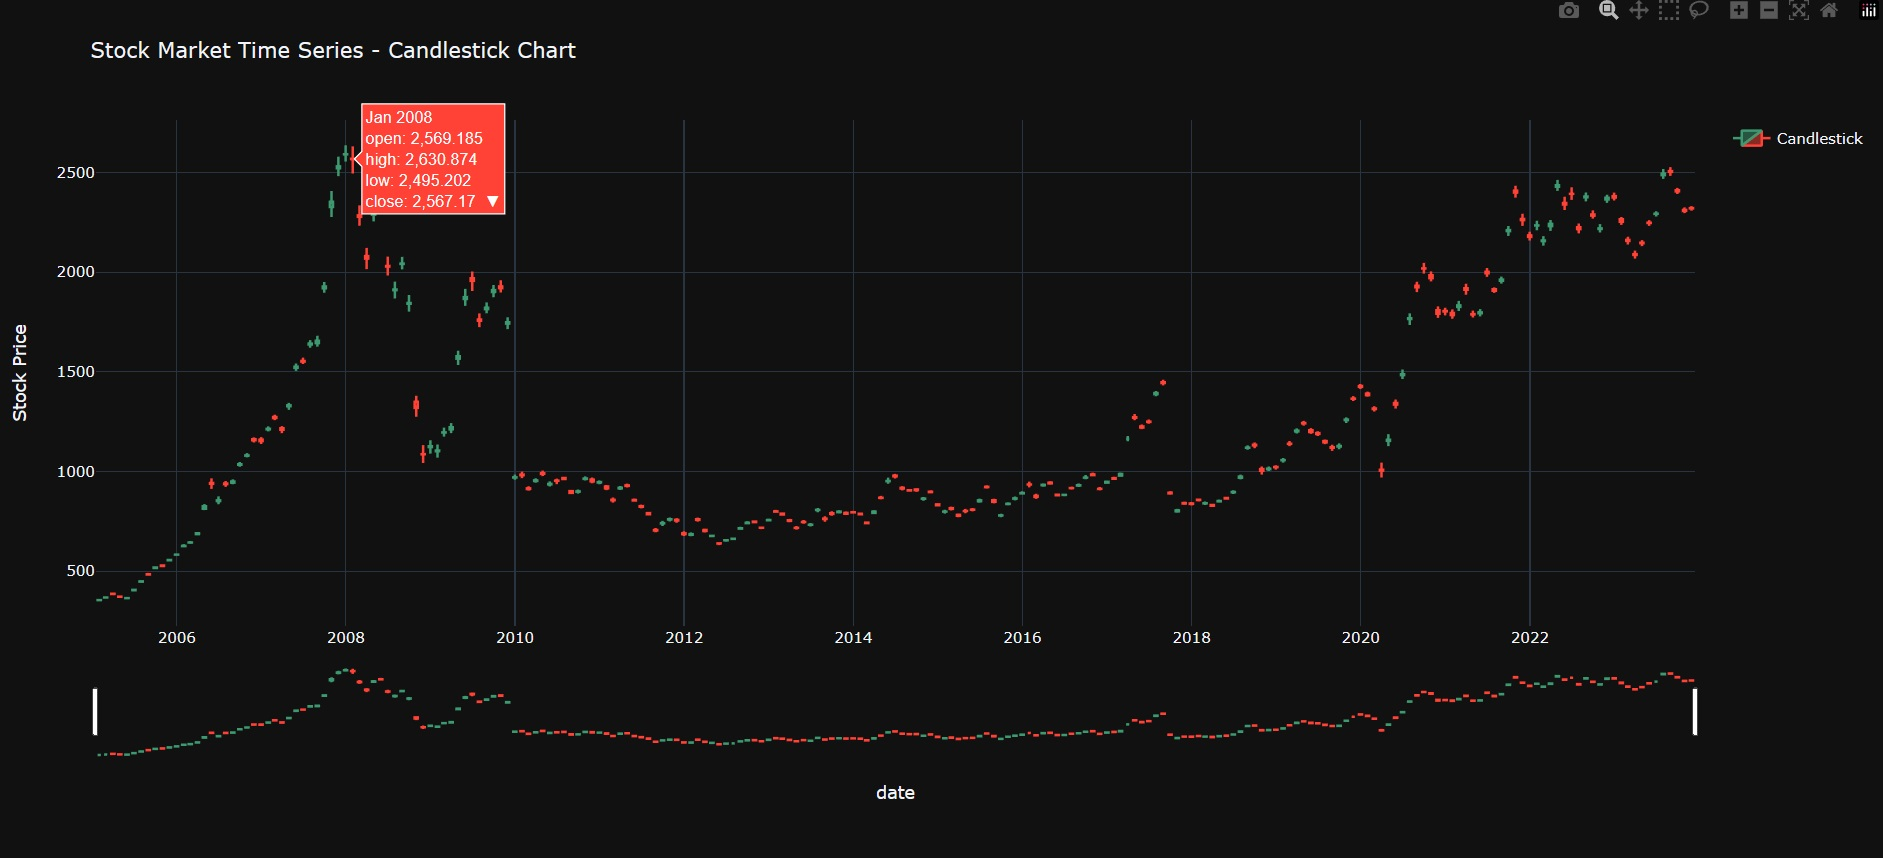 Stock Market Time Series - Candlestick Chart
Jan 2008
open: 2,569.185
high: 2,630.874
low: 2,495.202
close: 2,567.17 ▼
Candlestick
Stock Price
2500
2000
1500
1000
500
2006 2008 2010 2012 2014 2016 2018 2020 2022
date